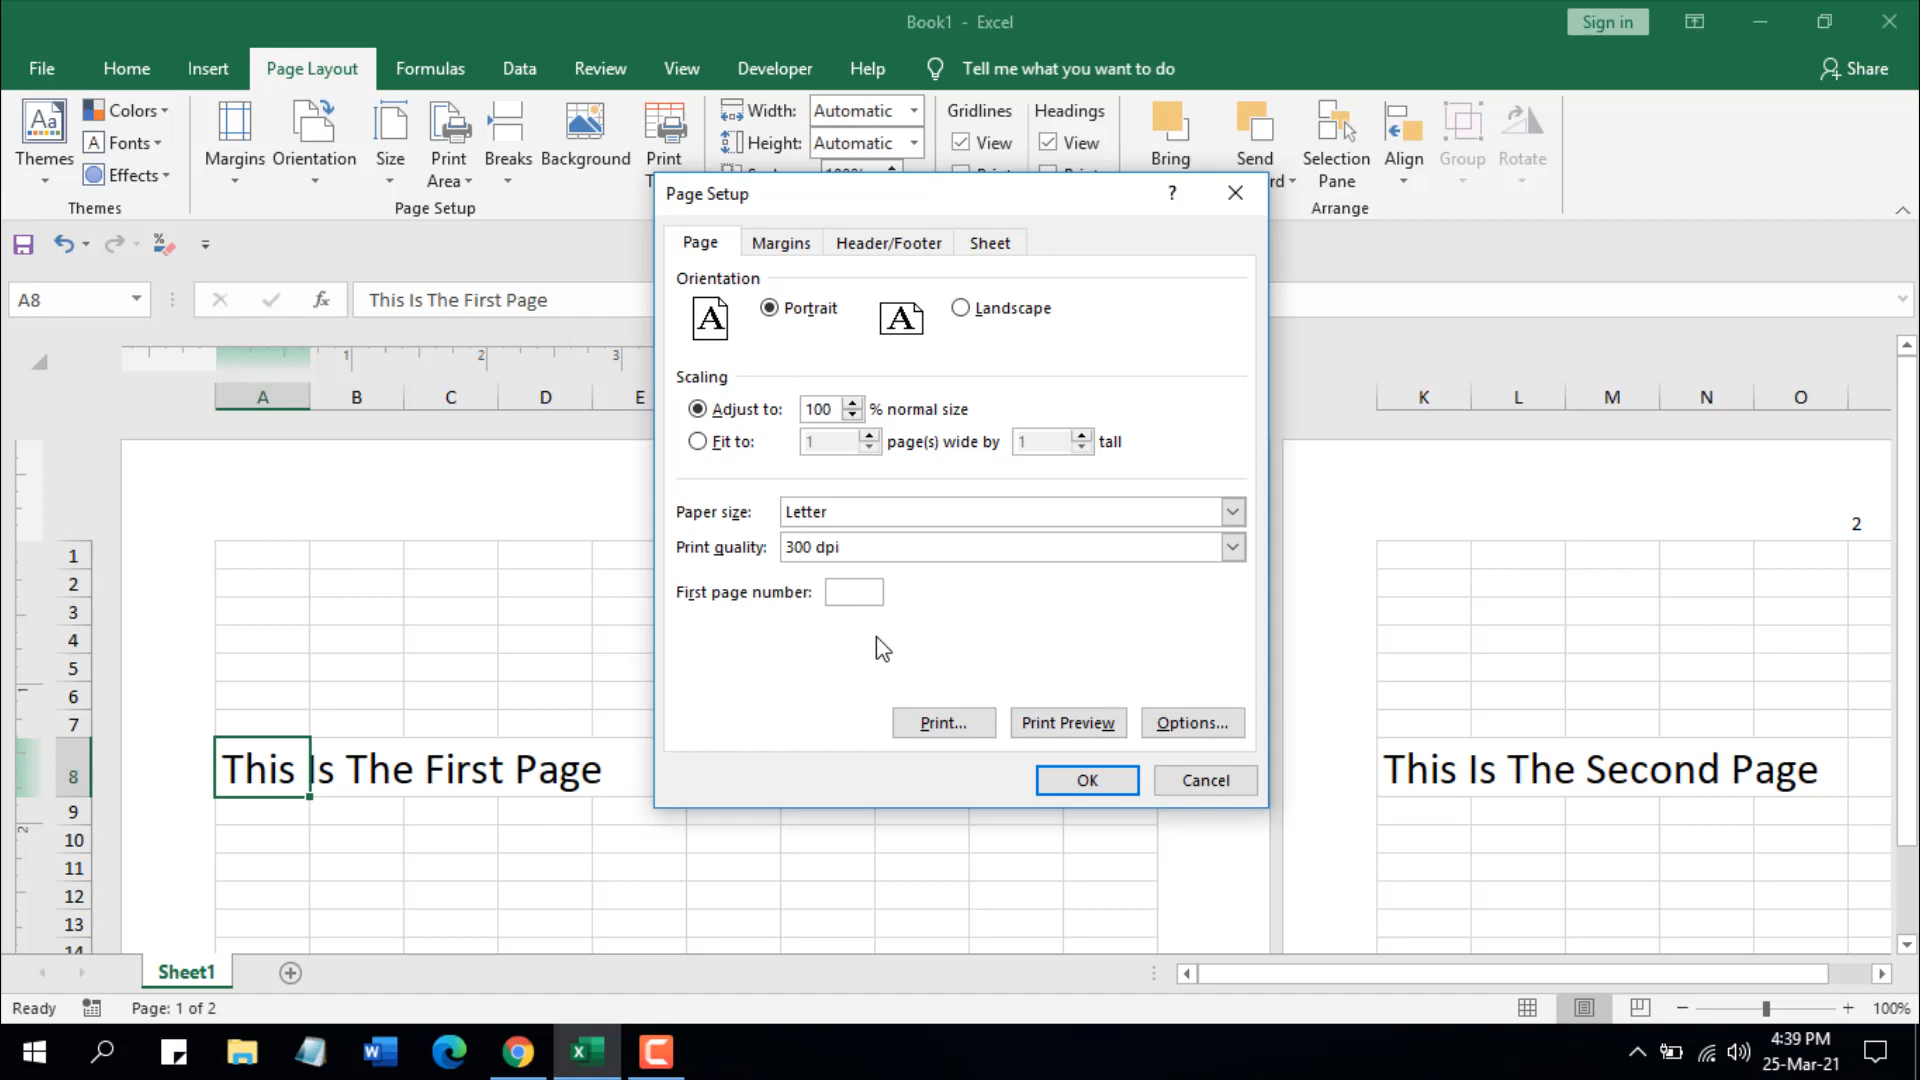 Book1 - Excel
Sign in
File Home Insert Page Layout Formulas Data Review View Developer Help Tell me what you want to do Share
Aa Colors Width: Automatic Gridlines Headings
A Fonts Height: Automatic View View
Themes Effects Margins Orientation Size Print Area Breaks Background Print Bring Send Selection Pane Align Group Rotate
Themes Page Setup Arrange
A8 fx This Is The First Page
1 2 3
A B C D E K L M N O
2
1
2
3
4
5
6
7
8 This Is The First Page This Is The Second Page
9
10
11
12
13
14
Page Setup ?
Page Margins Header/Footer Sheet
Orientation
A Portrait A Landscape
Scaling
Adjust to: 100 % normal size
Fit to: 1 page(s) wide by 1 tall
Paper size: Letter
Print quality: 300 dpi
First page number:
Print... Print Preview Options...
OK Cancel
Sheet1
Ready Page: 1 of 2 100%
4:39 PM
25-Mar-21